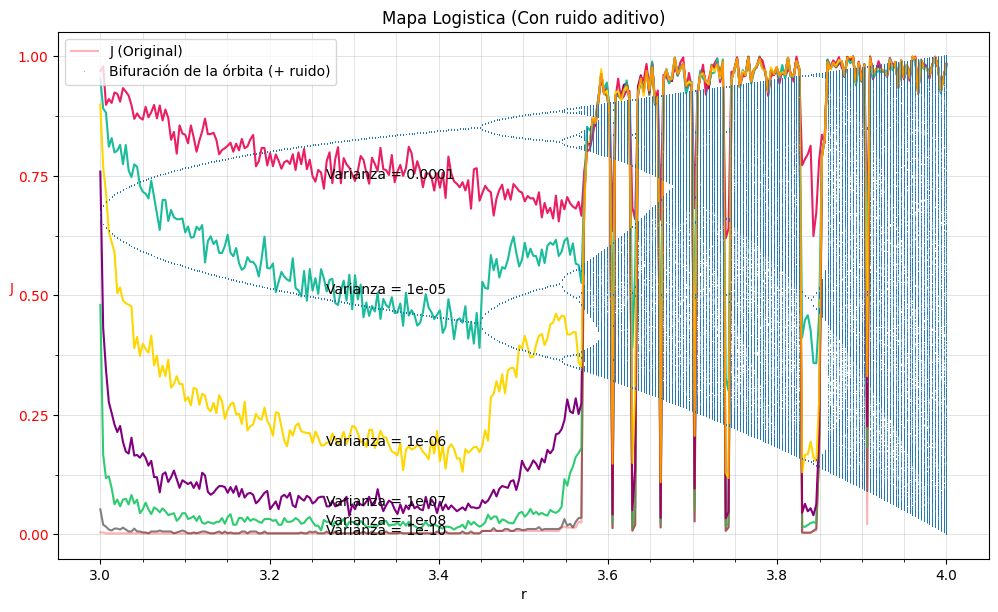 Mapa Logistica (Con ruido aditivo)
J (Original)
Bifuración de la órbita (+ ruido)
1.00
0.75
0.50
0.25
0.00
J
Varianza = 0.0001
Varianza = 1e-05
Varianza = 1e-06
Varianza = 1e-07
Varianza = 1e-08
Varianza = 1e-10
3.0 3.2 3.4 3.6 3.8 4.0
r